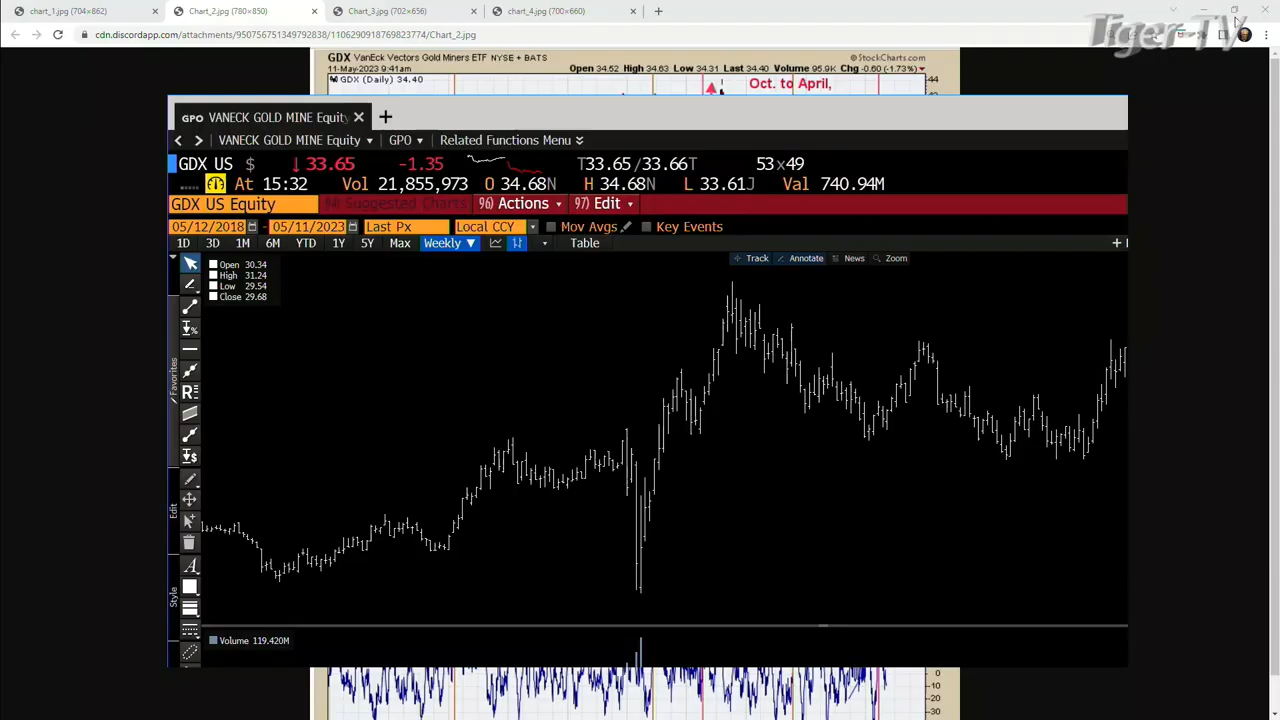 chart_1.jpg (704×862)
Chart_2.jpg (780×850)
Chart_3.jpg (702×656)
chart_4.jpg (700×660)
Tiger-TV
cdn.discordapp.com/attachments/950756751349792838/1106290918769823774/Chart_2.jpg
GDX VanEck Vectors Gold Miners ETF NYSE + BATS
© StockCharts.com
11-May-2023 9:41am
Open 34.52 High 34.63 Low 34.31 Last 34.40 Volume 95.9K Chg -0.60 (-1.73%)
GDX (Daily) 34.40
Oct. to April,
44
GPO VANECK GOLD MINE Equity
VANECK GOLD MINE Equity GPO Related Functions Menu
GDX US $ ↓ 33.65 -1.35 T33.65/33.66T 53x49
At 15:32 Vol 21,855,973 O 34.68N H 34.68N L 33.61J Val 740.94M
GDX US Equity 94) Suggested Charts 96) Actions 97) Edit
05/12/2018 - 05/11/2023 Last Px Local CCY Mov Avgs Key Events
1D 3D 1M 6M YTD 1Y 5Y Max Weekly ▼ Table
Track Annotate News Zoom
Open 30.34
High 31.24
Low 29.54
Close 29.68
Favorites
Edit
Style
Volume 119.420M
0
-10
-20
-30